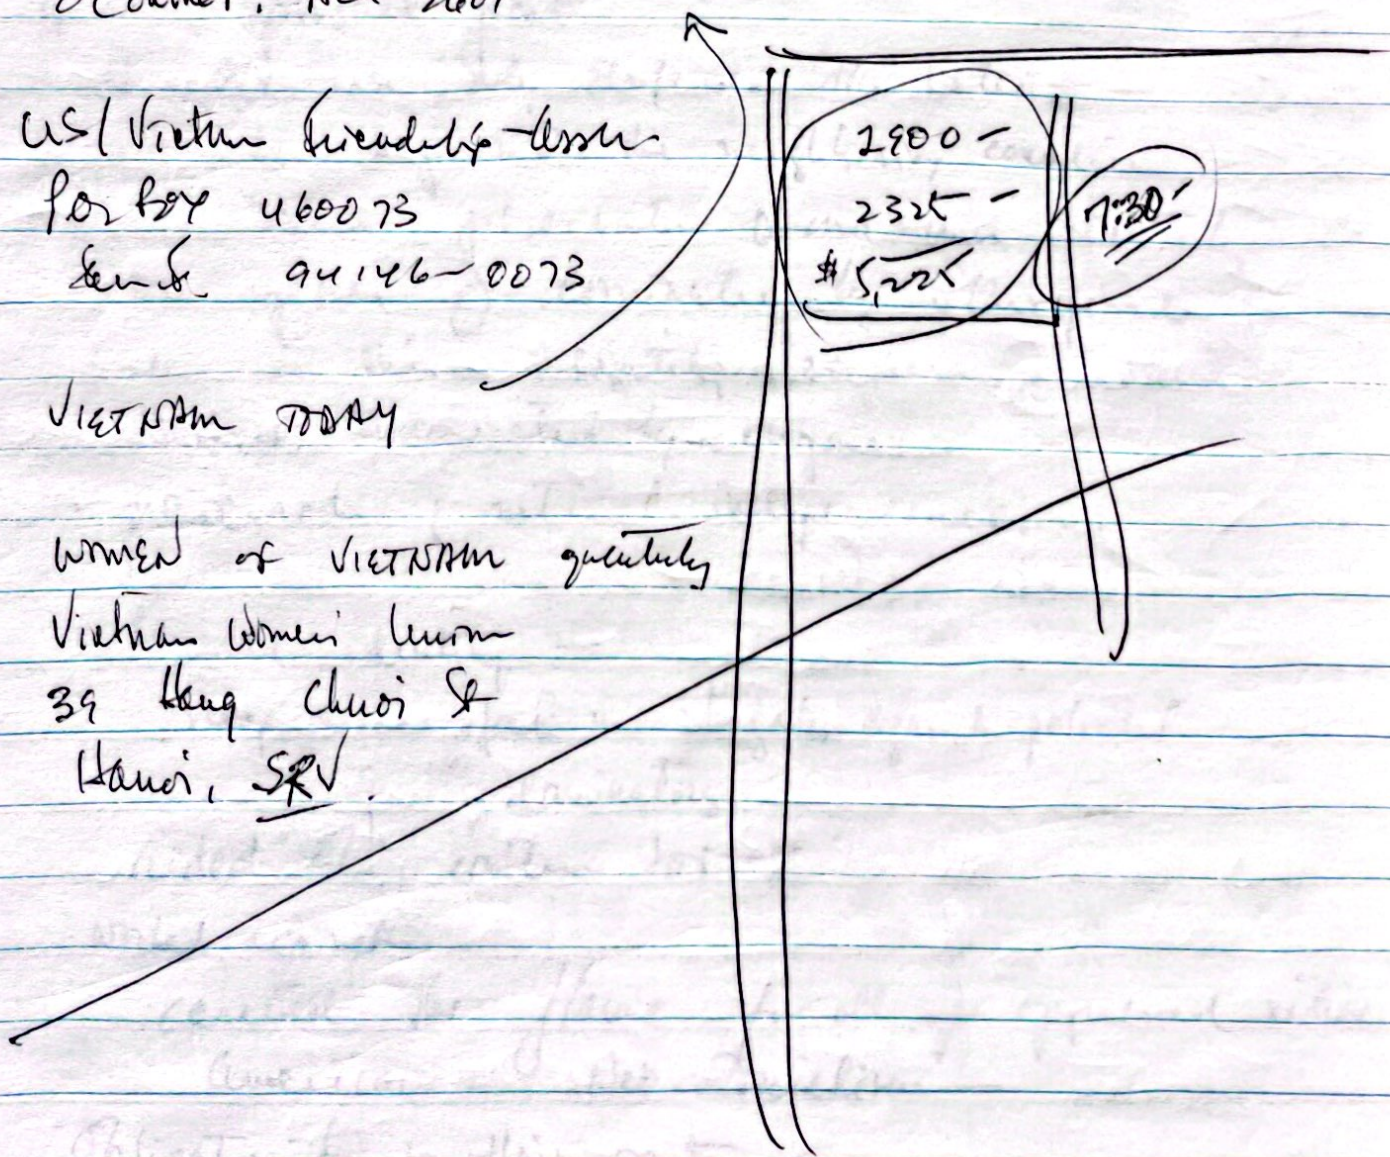 US/Vietnam Friendship Assn
PO Box 460073
San Fr. 94146-0073
VIETNAM TODAY
WOMEN OF VIETNAM quarterly
Vietnam Women's Union
39 Hang Chuoi St
Hanoi, SRV.
2900 -
2325 -
$5,225
7:30-